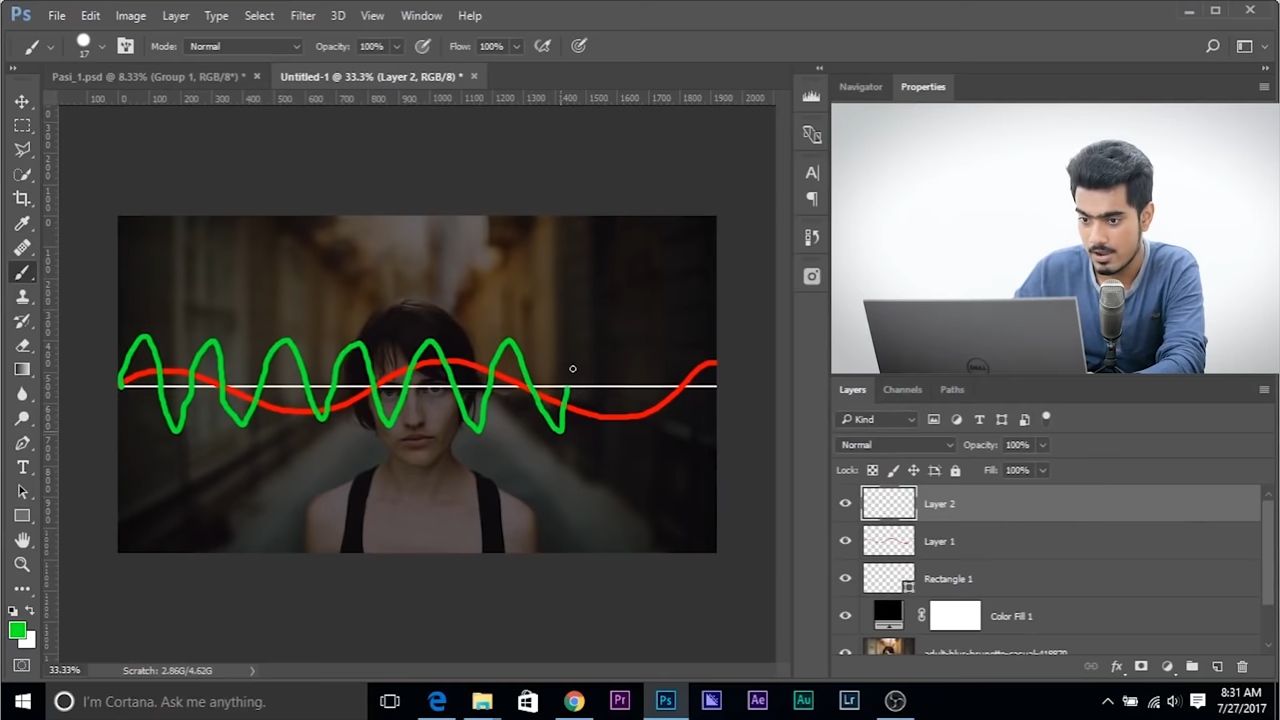 Ps File Edit Image Layer Type Select Filter 3D View Window Help
17 Mode: Normal Opacity: 100% Flow: 100%
Pasi_1.psd @ 8.33% (Group 1, RGB/8*) * × Untitled-1 @ 33.3% (Layer 2, RGB/8) * ×
100 0 100 200 300 400 500 600 700 800 900 1000 1100 1200 1300 1400 1500 1600 1700 1800 1900 2000
Navigator Properties
DELL
Layers Channels Paths
Kind
Normal Opacity: 100%
Lock: Fill: 100%
Layer 2
Layer 1
Rectangle 1
Color Fill 1
33.33% Scratch: 2.86G/4.62G
I'm Cortana. Ask me anything.
Pr Ps Ae Au Lr
8:31 AM
7/27/2017